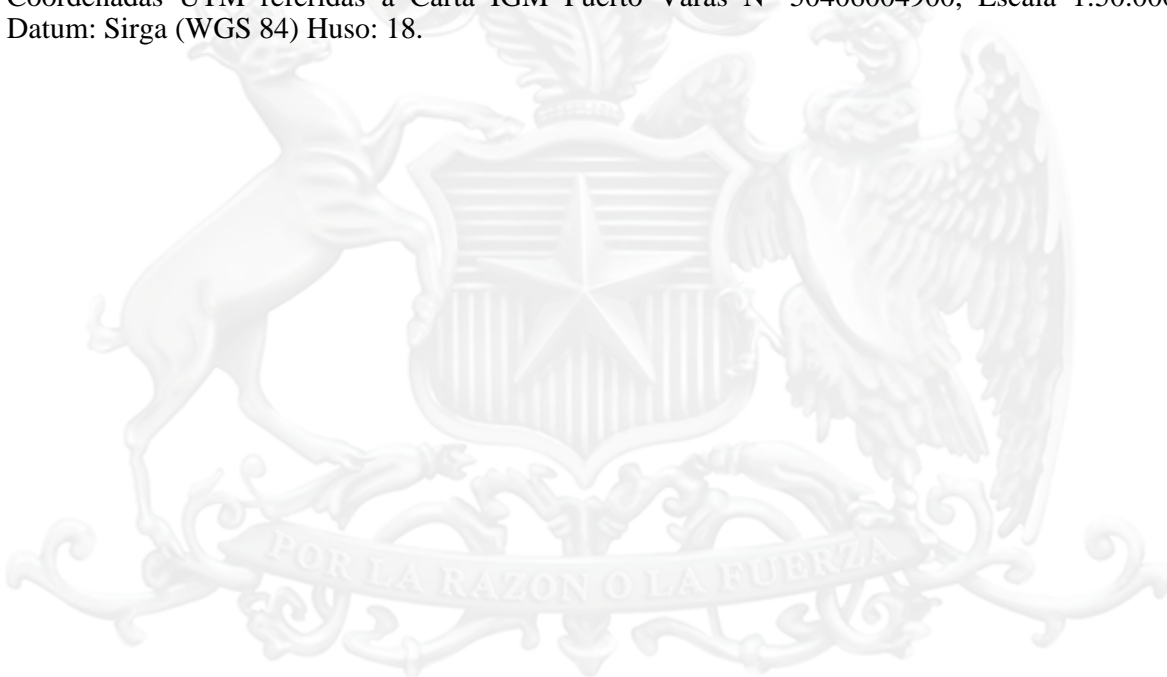 Coordenadas UTM referidas a Carta IGM Puerto Varas N° 50406004900, Escala 1:50.000
Datum: Sirga (WGS 84) Huso: 18.
POR LA RAZON O LA FUERZA